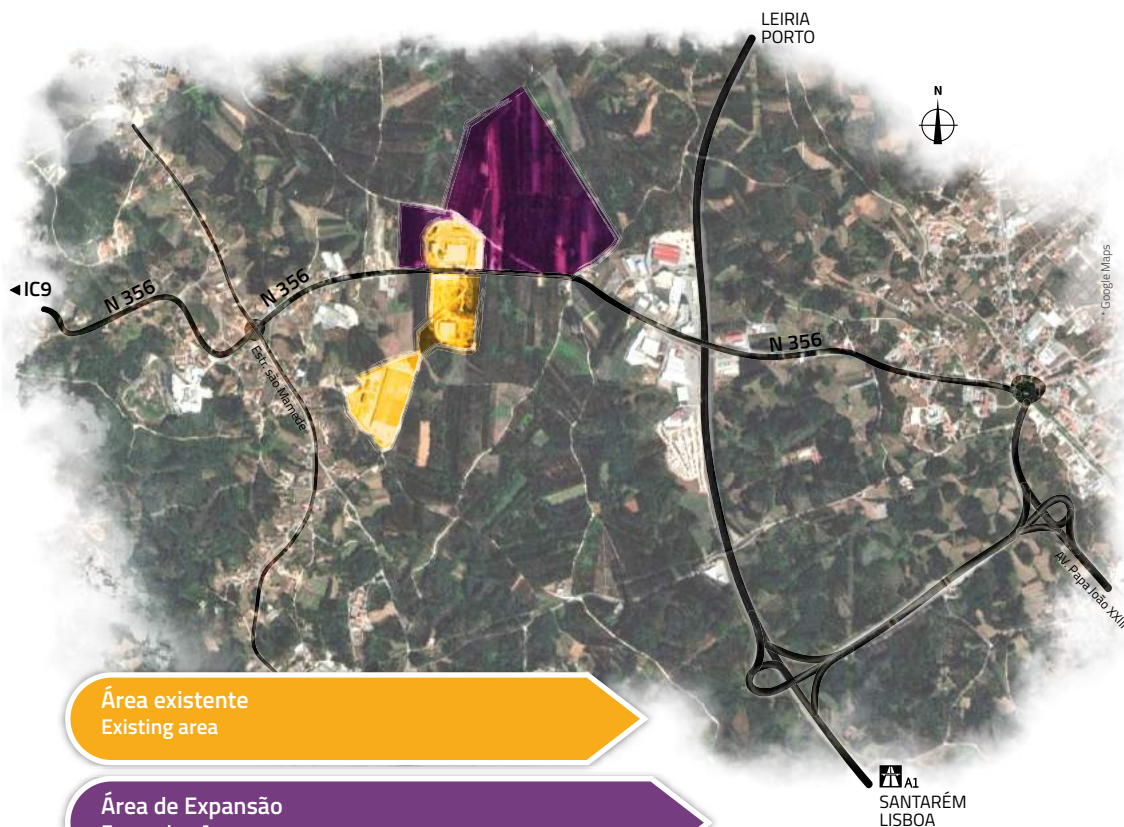 LEIRIA
PORTO
N
* Google Maps
◄IC9
N 356
N 356
Estr. são Mamede
N 356
AV. Papa João XXIII
Área existente
Existing area
A1
SANTARÉM
LISBOA
Área de Expansão